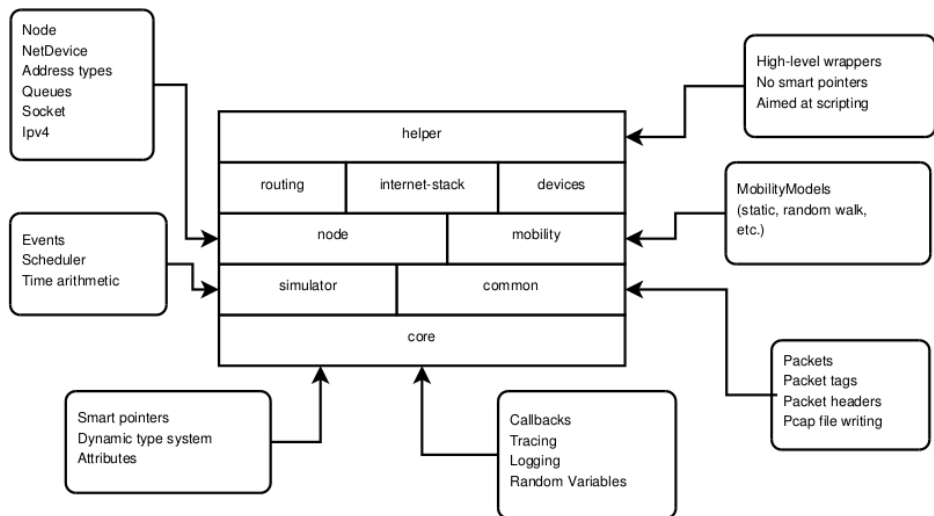 Node
NetDevice
Address types
Queues
Socket
Ipv4
High-level wrappers
No smart pointers
Aimed at scripting
helper
routing
internet-stack
devices
MobilityModels
(static, random walk,
etc.)
node
mobility
Events
Scheduler
Time arithmetic
simulator
common
core
Packets
Packet tags
Packet headers
Pcap file writing
Smart pointers
Dynamic type system
Attributes
Callbacks
Tracing
Logging
Random Variables